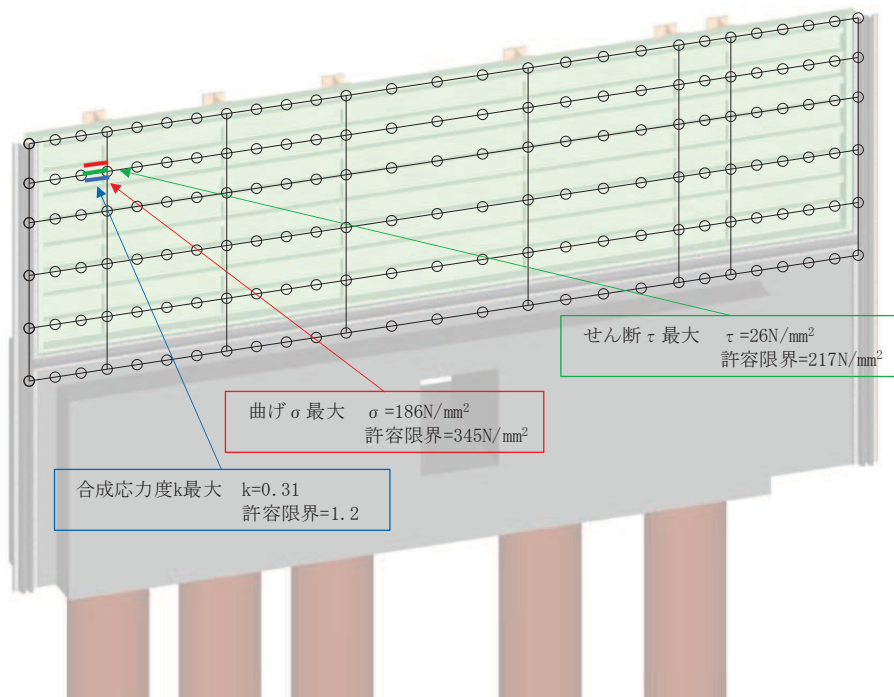 せん断τ最大　τ=26N/mm²
許容限界=217N/mm²
曲げσ最大　σ=186N/mm²
許容限界=345N/mm²
合成応力度k最大　k=0.31
許容限界=1.2